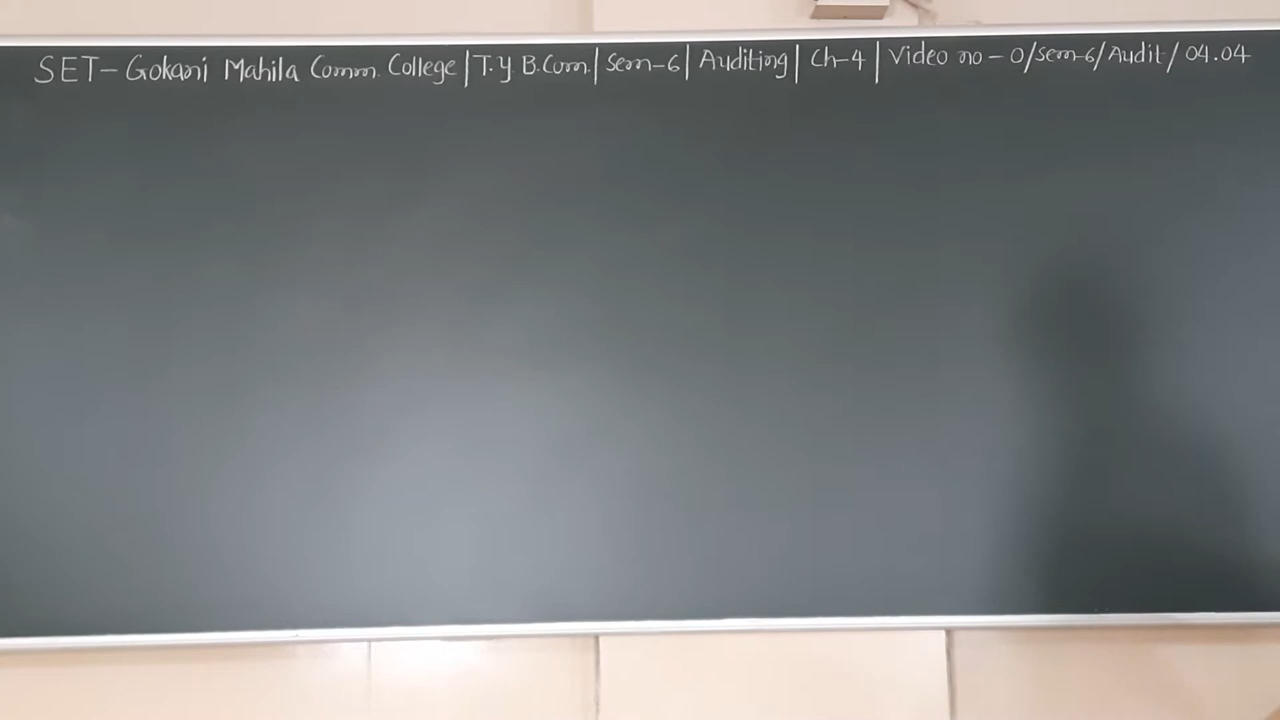 SET-Gokani Mahila Comm. College | T.Y. B.Com. | Sem-6 | Auditing | Ch-4 | Video no - 0/Sem-6/Audit/04.04